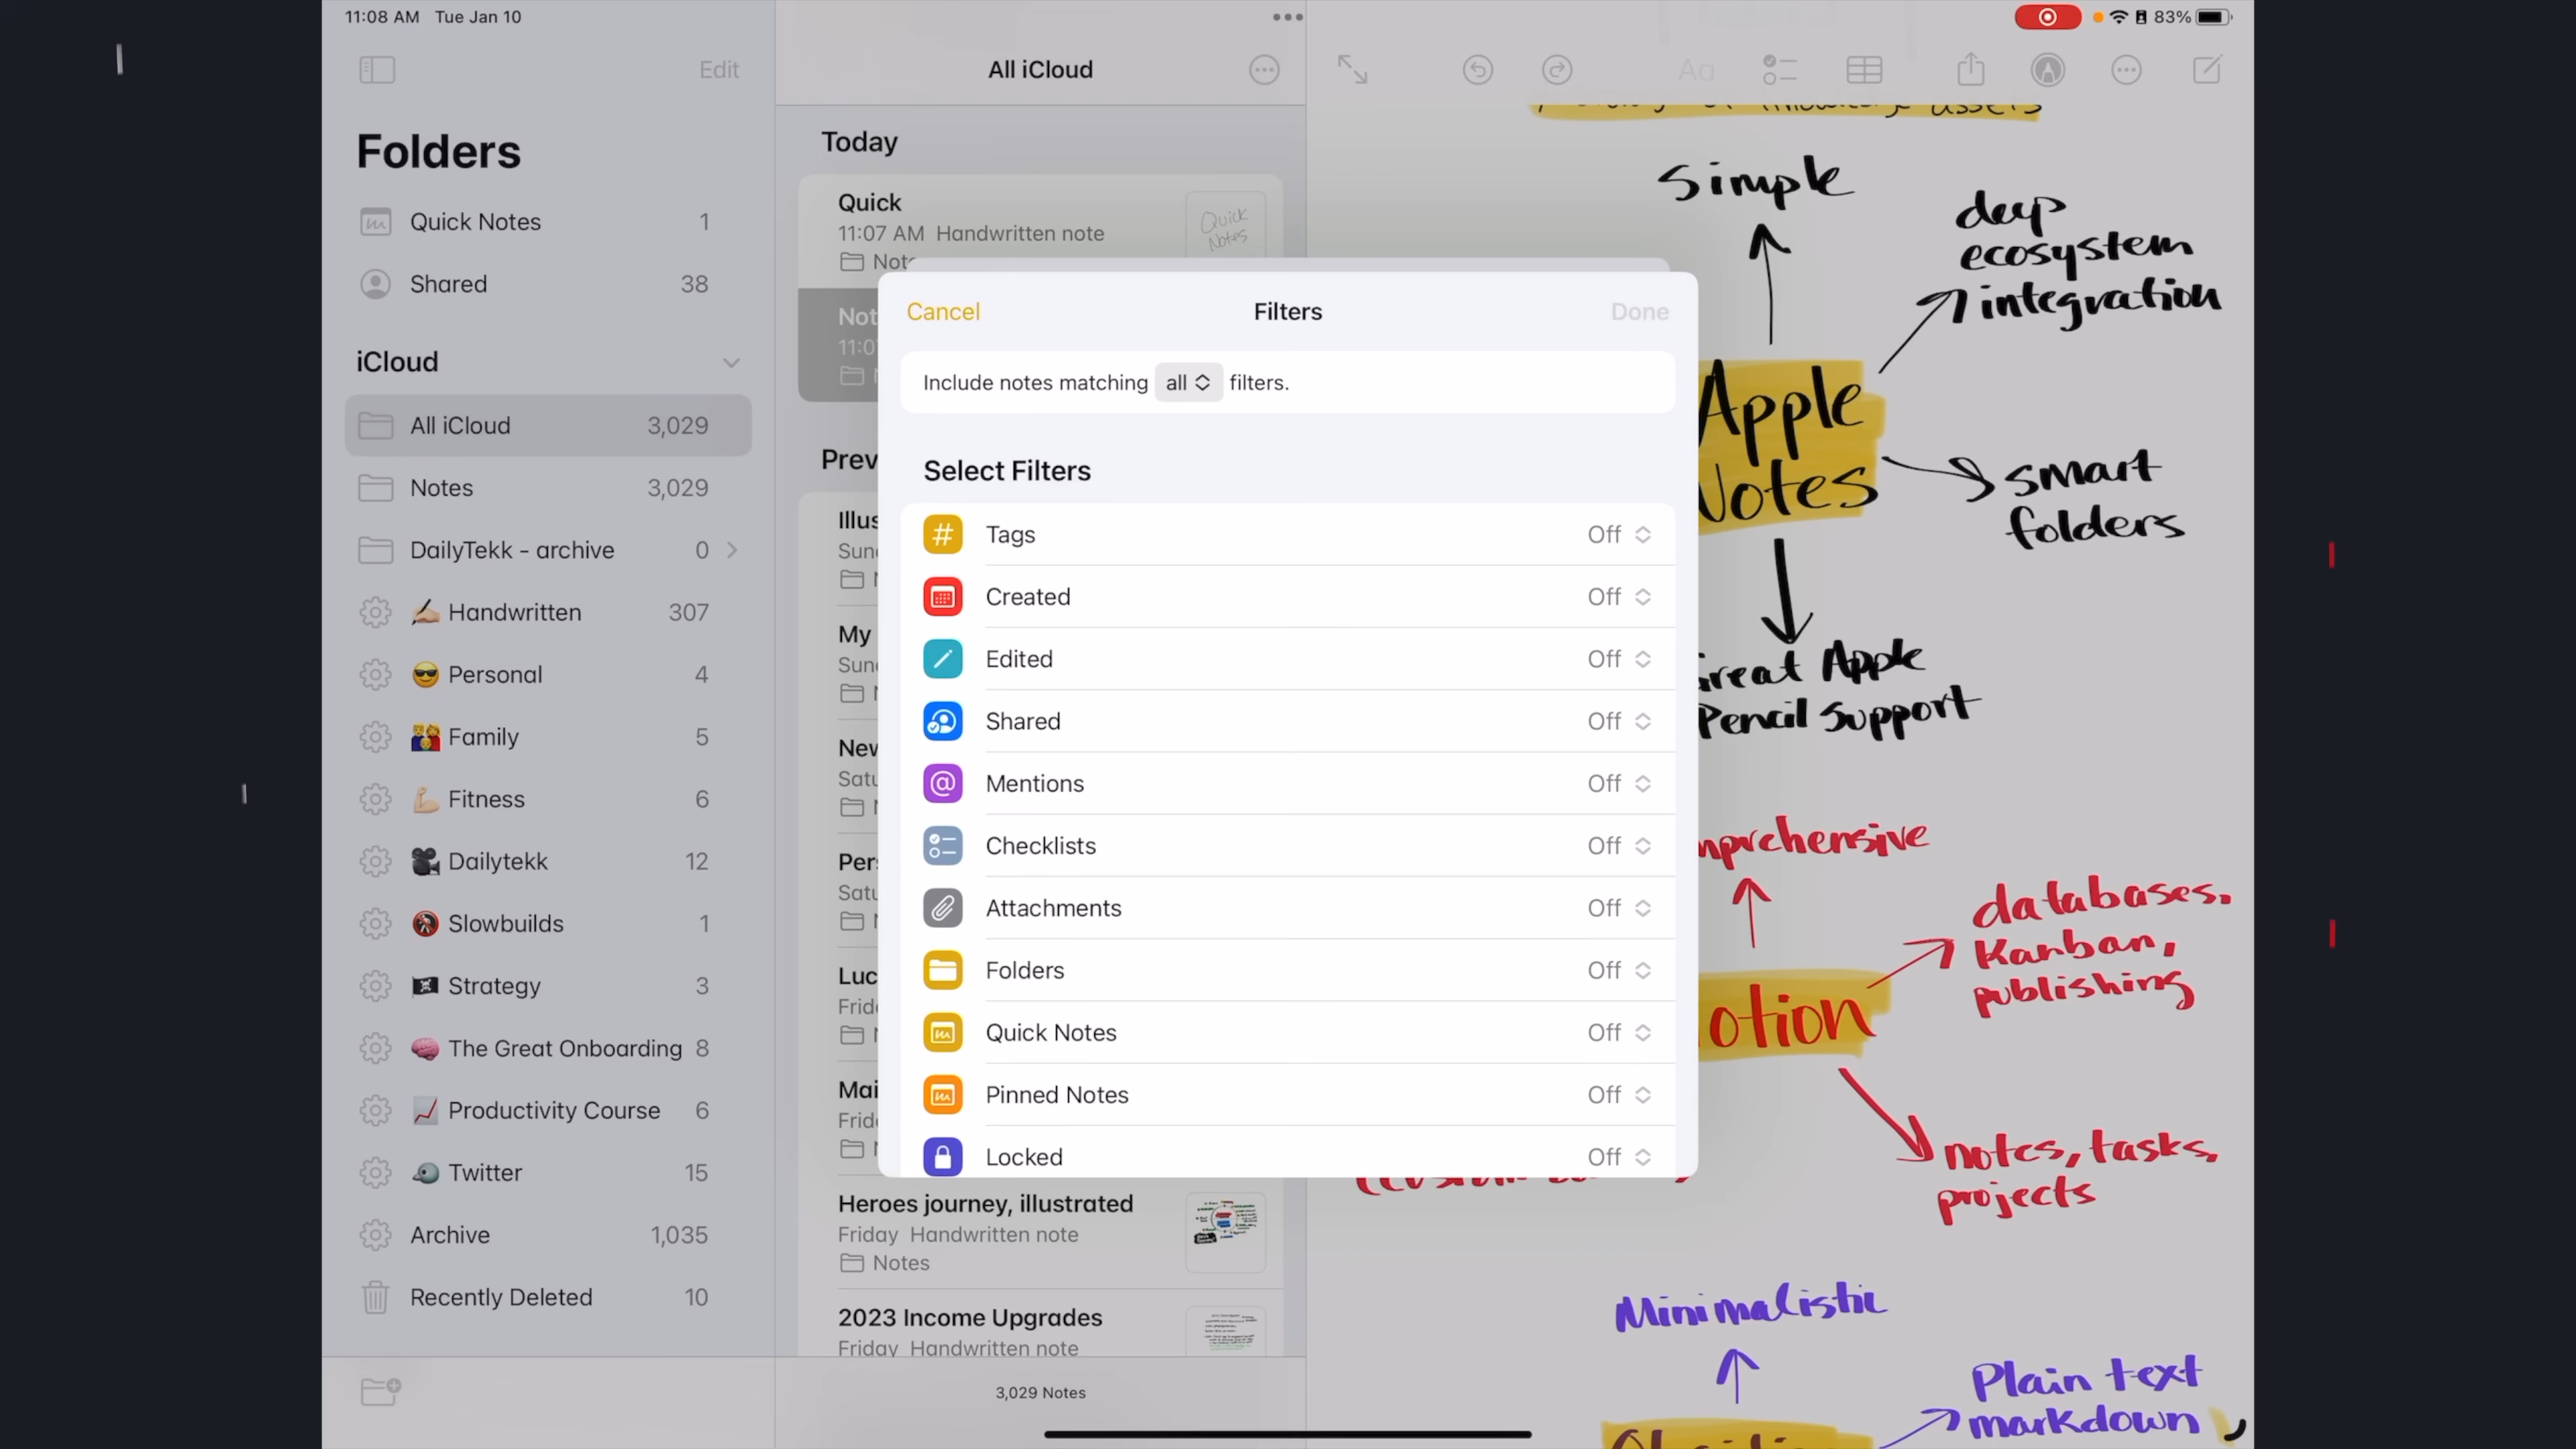 11:08 AM Tue Jan 10
83%
Edit
Folders
Quick Notes 1
Shared 38
iCloud
All iCloud 3,029
Notes 3,029
DailyTekk - archive 0
Handwritten 307
Personal 4
Family 5
Fitness 6
Dailytekk 12
Slowbuilds 1
Strategy 3
The Great Onboarding 8
Productivity Course 6
Twitter 15
Archive 1,035
Recently Deleted 10
All iCloud
Today
Quick
11:07 AM Handwritten note
Quick
Notes
Heroes journey, illustrated
Friday Handwritten note
Notes
2023 Income Upgrades
Friday Handwritten note
3,029 Notes
Cancel
Filters
Done
Include notes matching all filters.
Select Filters
Tags Off
Created Off
Edited Off
Shared Off
Mentions Off
Checklists Off
Attachments Off
Folders Off
Quick Notes Off
Pinned Notes Off
Locked Off
Aa
assets
Simple
deep
ecosystem
integration
Apple
Notes
smart
folders
Great Apple
Pencil Support
databases,
Kanban,
publishing
otion
notes, tasks,
projects
Minimalistic
Plain text
markdown